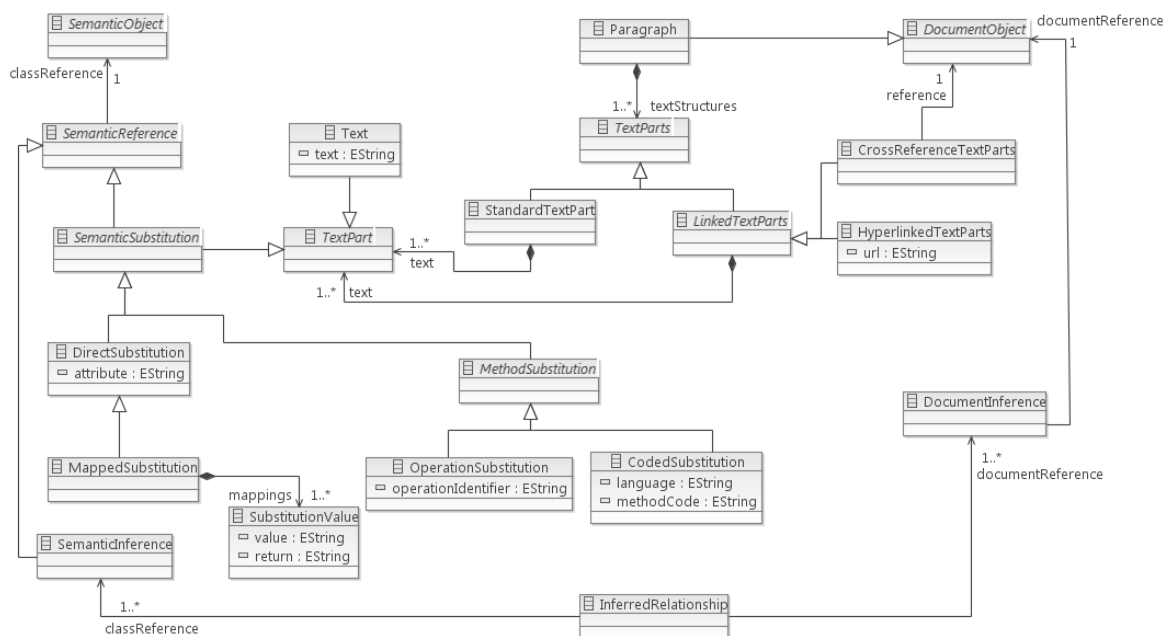 SemanticObject
classReference
1
Paragraph
DocumentObject
documentReference
1
1
reference
1..*
textStructures
SemanticReference
Text
text : EString
TextParts
CrossReferenceTextParts
StandardTextPart
LinkedTextParts
SemanticSubstitution
TextPart
1..*
text
HyperlinkedTextParts
url : EString
1..*
text
DirectSubstitution
attribute : EString
MethodSubstitution
DocumentInference
MappedSubstitution
OperationSubstitution
operationIdentifier : EString
CodedSubstitution
language : EString
methodCode : EString
1..*
documentReference
mappings
1..*
SubstitutionValue
value : EString
return : EString
SemanticInference
1..*
classReference
InferredRelationship